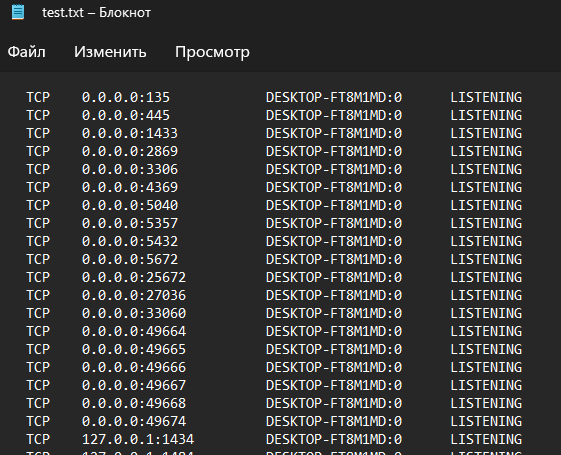 test.txt – Блокнот
Файл Изменить Просмотр
TCP 0.0.0.0:135 DESKTOP-FT8M1MD:0 LISTENING
TCP 0.0.0.0:445 DESKTOP-FT8M1MD:0 LISTENING
TCP 0.0.0.0:1433 DESKTOP-FT8M1MD:0 LISTENING
TCP 0.0.0.0:2869 DESKTOP-FT8M1MD:0 LISTENING
TCP 0.0.0.0:3306 DESKTOP-FT8M1MD:0 LISTENING
TCP 0.0.0.0:4369 DESKTOP-FT8M1MD:0 LISTENING
TCP 0.0.0.0:5040 DESKTOP-FT8M1MD:0 LISTENING
TCP 0.0.0.0:5357 DESKTOP-FT8M1MD:0 LISTENING
TCP 0.0.0.0:5432 DESKTOP-FT8M1MD:0 LISTENING
TCP 0.0.0.0:5672 DESKTOP-FT8M1MD:0 LISTENING
TCP 0.0.0.0:25672 DESKTOP-FT8M1MD:0 LISTENING
TCP 0.0.0.0:27036 DESKTOP-FT8M1MD:0 LISTENING
TCP 0.0.0.0:33060 DESKTOP-FT8M1MD:0 LISTENING
TCP 0.0.0.0:49664 DESKTOP-FT8M1MD:0 LISTENING
TCP 0.0.0.0:49665 DESKTOP-FT8M1MD:0 LISTENING
TCP 0.0.0.0:49666 DESKTOP-FT8M1MD:0 LISTENING
TCP 0.0.0.0:49667 DESKTOP-FT8M1MD:0 LISTENING
TCP 0.0.0.0:49668 DESKTOP-FT8M1MD:0 LISTENING
TCP 0.0.0.0:49674 DESKTOP-FT8M1MD:0 LISTENING
TCP 127.0.0.1:1434 DESKTOP-FT8M1MD:0 LISTENING